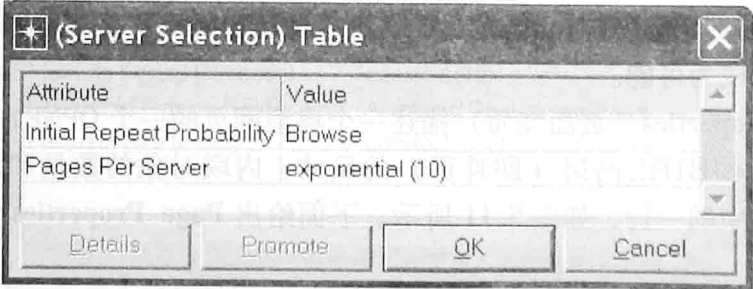 (Server Selection) Table
Attribute Value
Initial Repeat Probability Browse
Pages Per Server exponential (10)
Details Promote OK Cancel